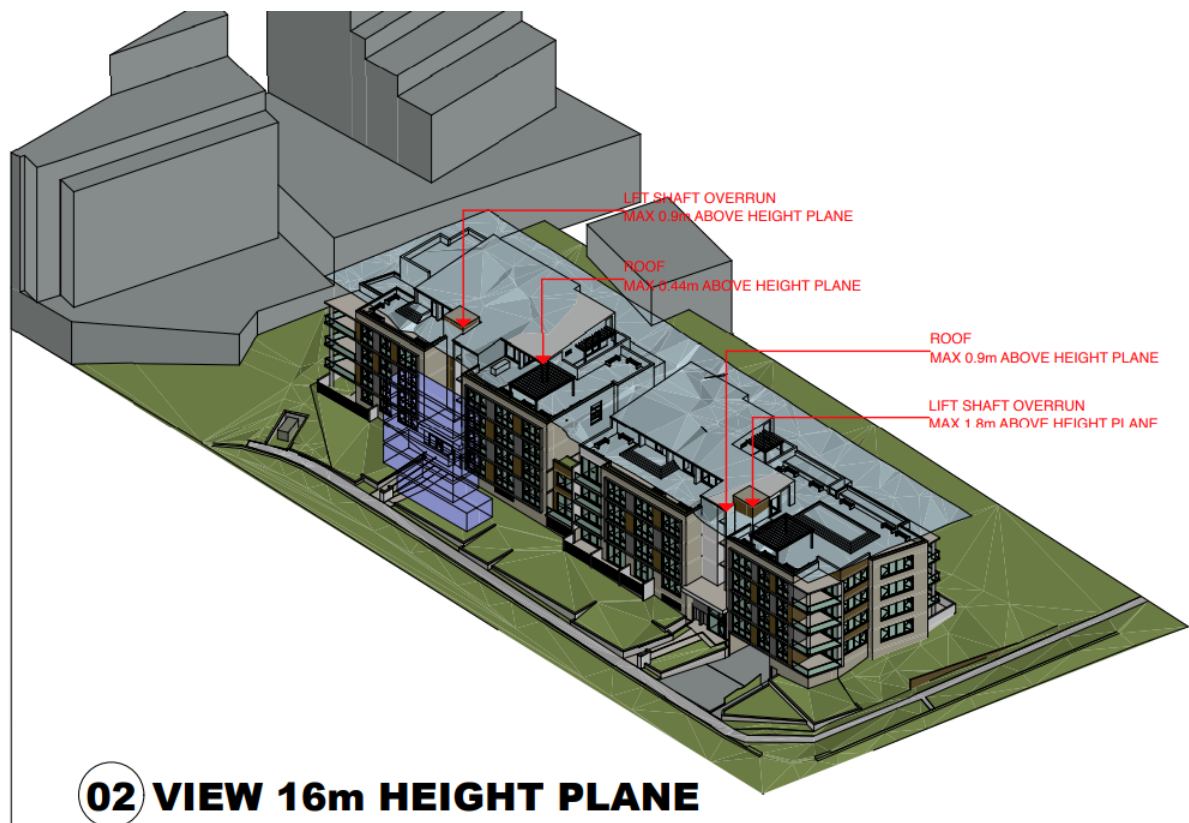 LIFT SHAFT OVERRUN
MAX 0.9m ABOVE HEIGHT PLANE
ROOF
MAX 0.44m ABOVE HEIGHT PLANE
ROOF
MAX 0.9m ABOVE HEIGHT PLANE
LIFT SHAFT OVERRUN
MAX 1.8m ABOVE HEIGHT PLANE
02 VIEW 16m HEIGHT PLANE